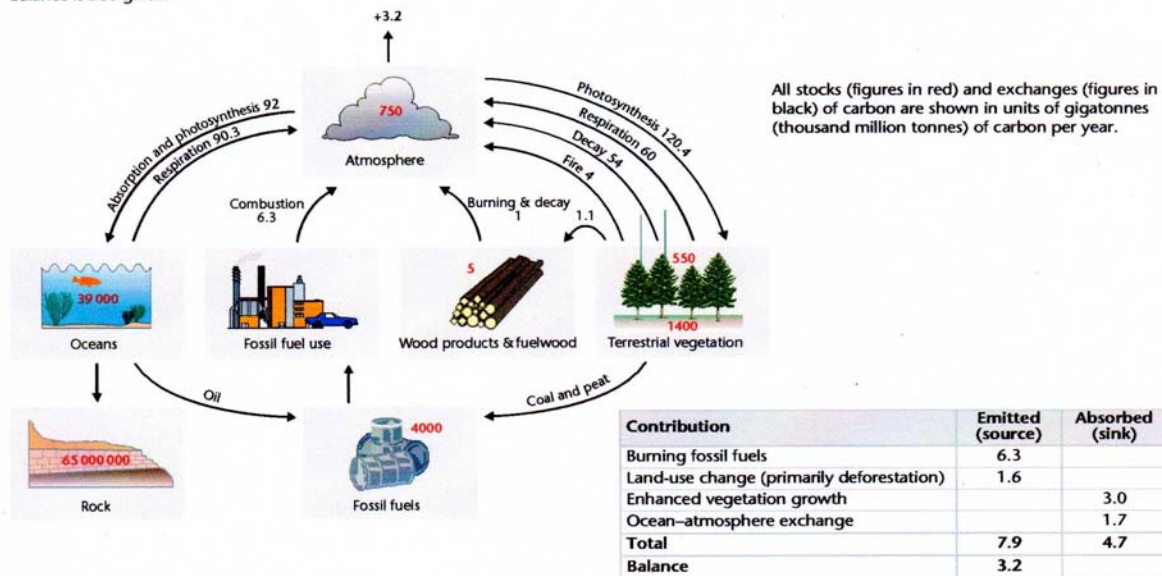 +3.2
750
Atmosphere
Absorption and photosynthesis 92
Respiration 90.3
Photosynthesis 120.4
Respiration 60
Decay 54
Fire 4
All stocks (figures in red) and exchanges (figures in
black) of carbon are shown in units of gigatonnes
(thousand million tonnes) of carbon per year.
Combustion
6.3
Burning & decay
1
1.1
39 000
Oceans
Fossil fuel use
5
Wood products & fuelwood
550
1400
Terrestrial vegetation
Oil
Coal and peat
65 000 000
Rock
4000
Fossil fuels
Contribution Emitted (source) Absorbed (sink)
Burning fossil fuels 6.3
Land-use change (primarily deforestation) 1.6
Enhanced vegetation growth 3.0
Ocean–atmosphere exchange 1.7
Total 7.9 4.7
Balance 3.2